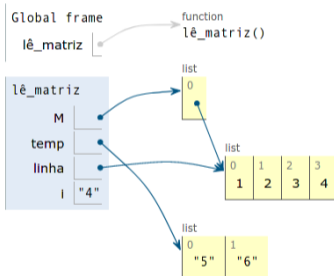 Global frame
lê_matriz
function
lê_matriz()
lê_matriz
M
temp
linha
i "4"
list
0
list
0 1 2 3
1 2 3 4
list
0 1
"5" "6"